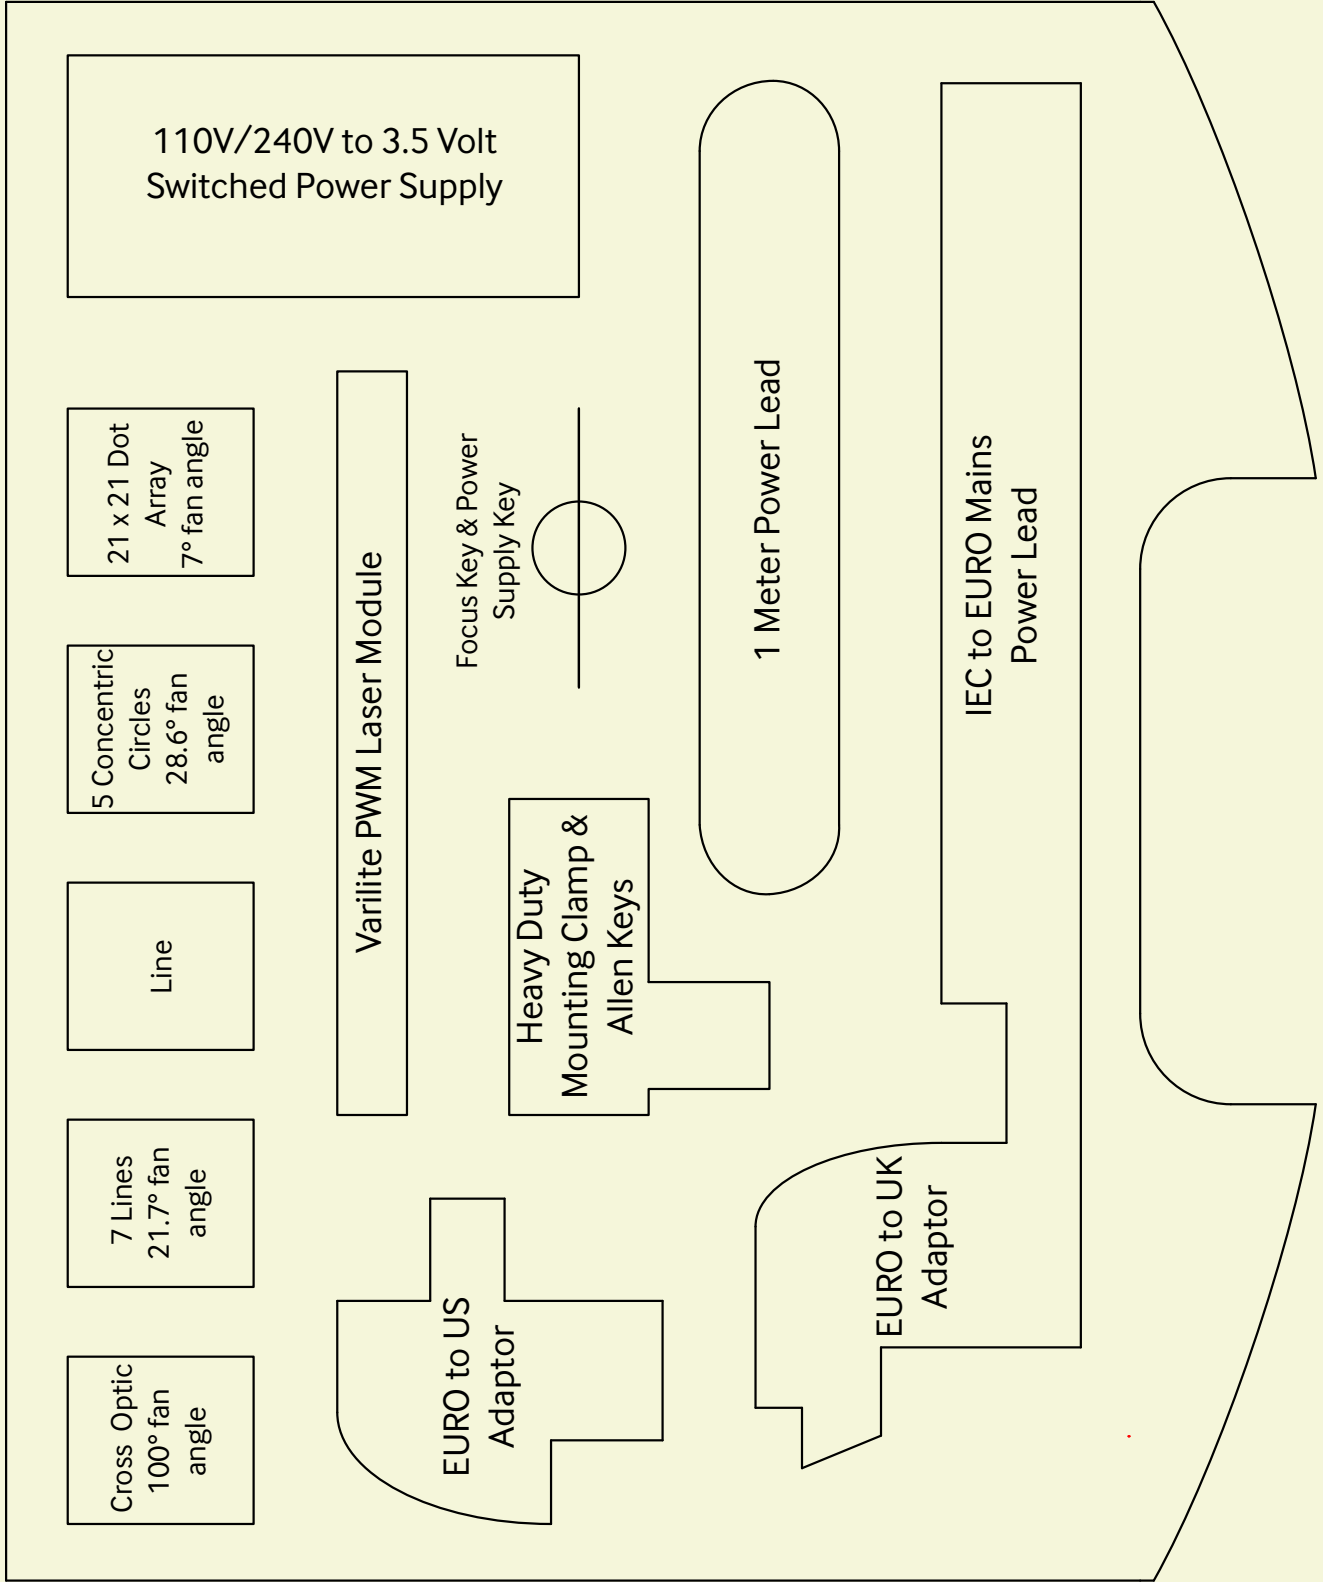 110V/240V to 3.5 Volt
Switched Power Supply
21 x 21 Dot
Array
7° fan angle
5 Concentric
Circles
28.6° fan
angle
Line
7 Lines
21.7° fan
angle
Cross Optic
100° fan
angle
Varilite PWM Laser Module
Focus Key & Power
Supply Key
Heavy Duty
Mounting Clamp &
Allen Keys
EURO to US
Adaptor
1 Meter Power Lead
IEC to EURO Mains
Power Lead
EURO to UK
Adaptor